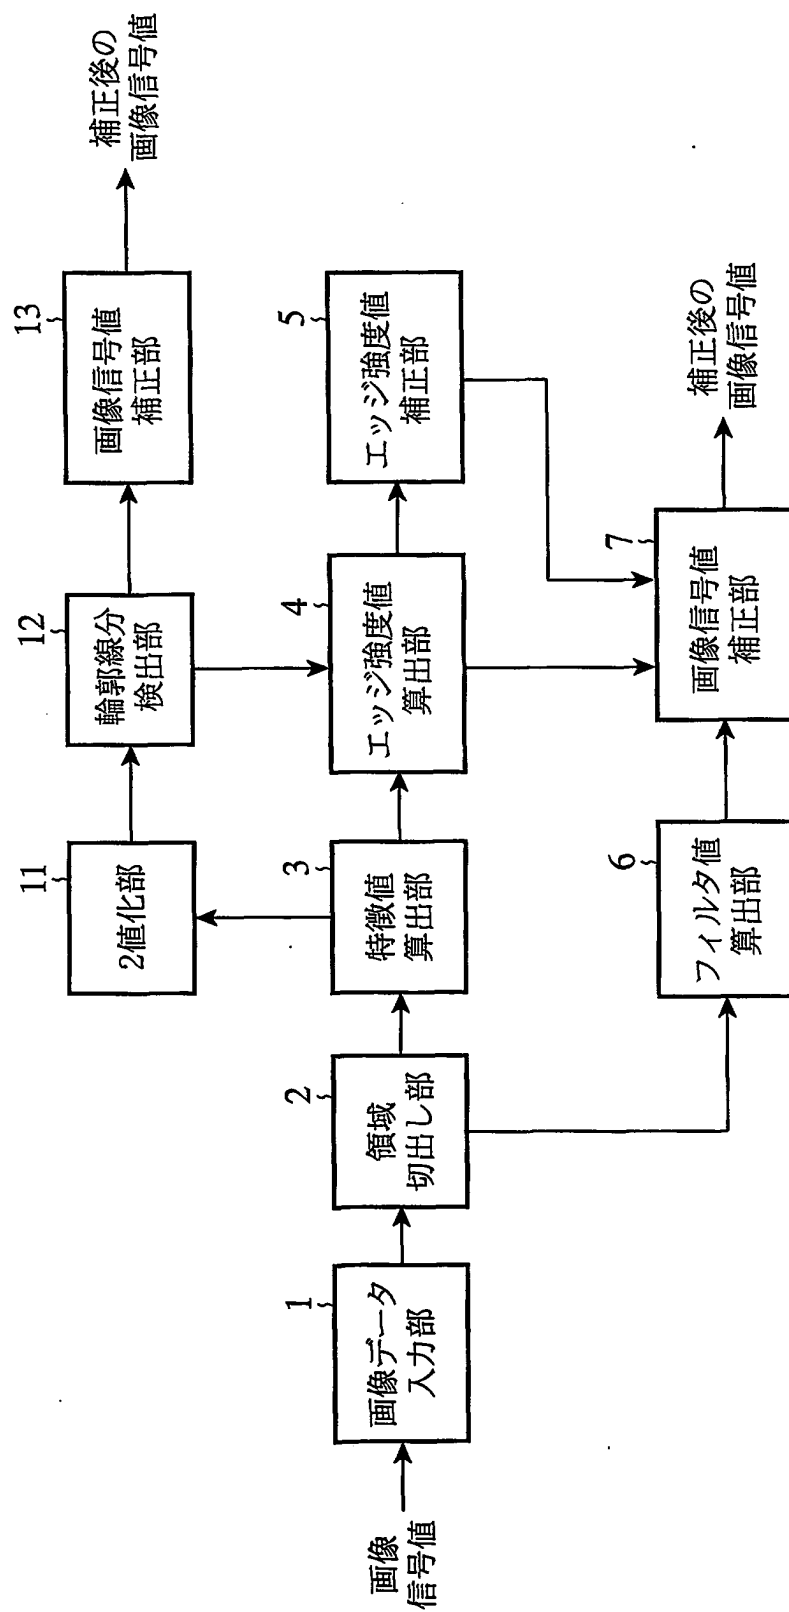 画像
信号値
1
画像データ
入力部
2
領域
切出し部
3
特徴値
算出部
4
エッジ強度値
算出部
5
エッジ強度値
補正部
11
2値化部
12
輪郭線分
検出部
13
画像信号値
補正部
補正後の
画像信号値
6
フィルタ値
算出部
7
画像信号値
補正部
補正後の
画像信号値